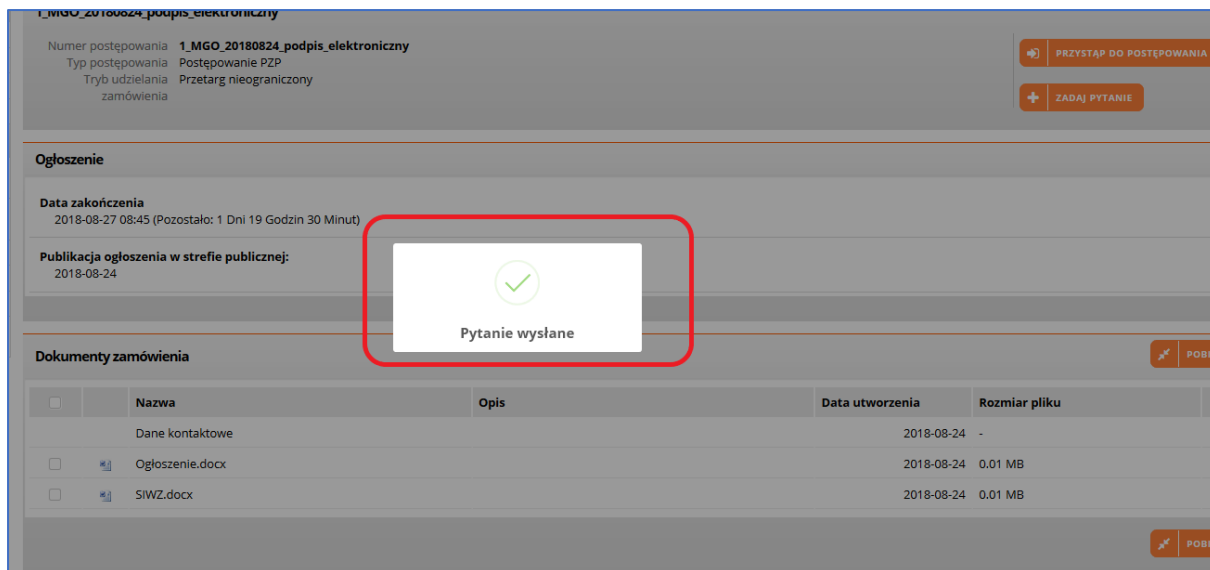 1_MGO_20180824_podpis_elektroniczny
Numer postępowania 1_MGO_20180824_podpis_elektroniczny
Typ postępowania Postępowanie PZP
Tryb udzielania Przetarg nieograniczony
zamówienia
PRZYSTĄP DO POSTĘPOWANIA
ZADAJ PYTANIE
Ogłoszenie
Data zakończenia
2018-08-27 08:45 (Pozostało: 1 Dni 19 Godzin 30 Minut)
Publikacja ogłoszenia w strefie publicznej:
2018-08-24
Pytanie wysłane
Dokumenty zamówienia
Nazwa Opis Data utworzenia Rozmiar pliku
Dane kontaktowe 2018-08-24 -
Ogłoszenie.docx 2018-08-24 0.01 MB
SIWZ.docx 2018-08-24 0.01 MB